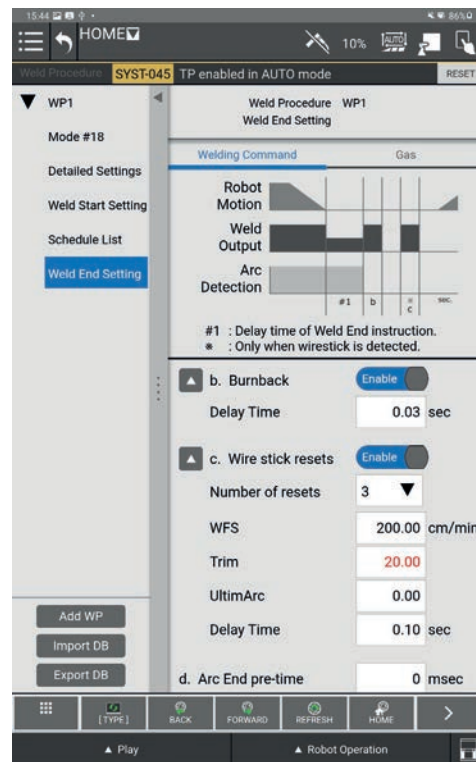 15:44
86%
HOME
10%
AUTO
Weld Procedure SYST-045 TP enabled in AUTO mode RESET
WP1
Mode #18
Detailed Settings
Weld Start Setting
Schedule List
Weld End Setting
Add WP
Import DB
Export DB
Weld Procedure WP1
Weld End Setting
Welding Command Gas
Robot
Motion
Weld
Output
Arc
Detection
#1 b * c sec.
#1 : Delay time of Weld End instruction.
* : Only when wirestick is detected.
b. Burnback Enable
Delay Time 0.03 sec
c. Wire stick resets Enable
Number of resets 3
WFS 200.00 cm/min
Trim 20.00
UltimArc 0.00
Delay Time 0.10 sec
d. Arc End pre-time 0 msec
[TYPE] BACK FORWARD REFRESH HOME
Play Robot Operation